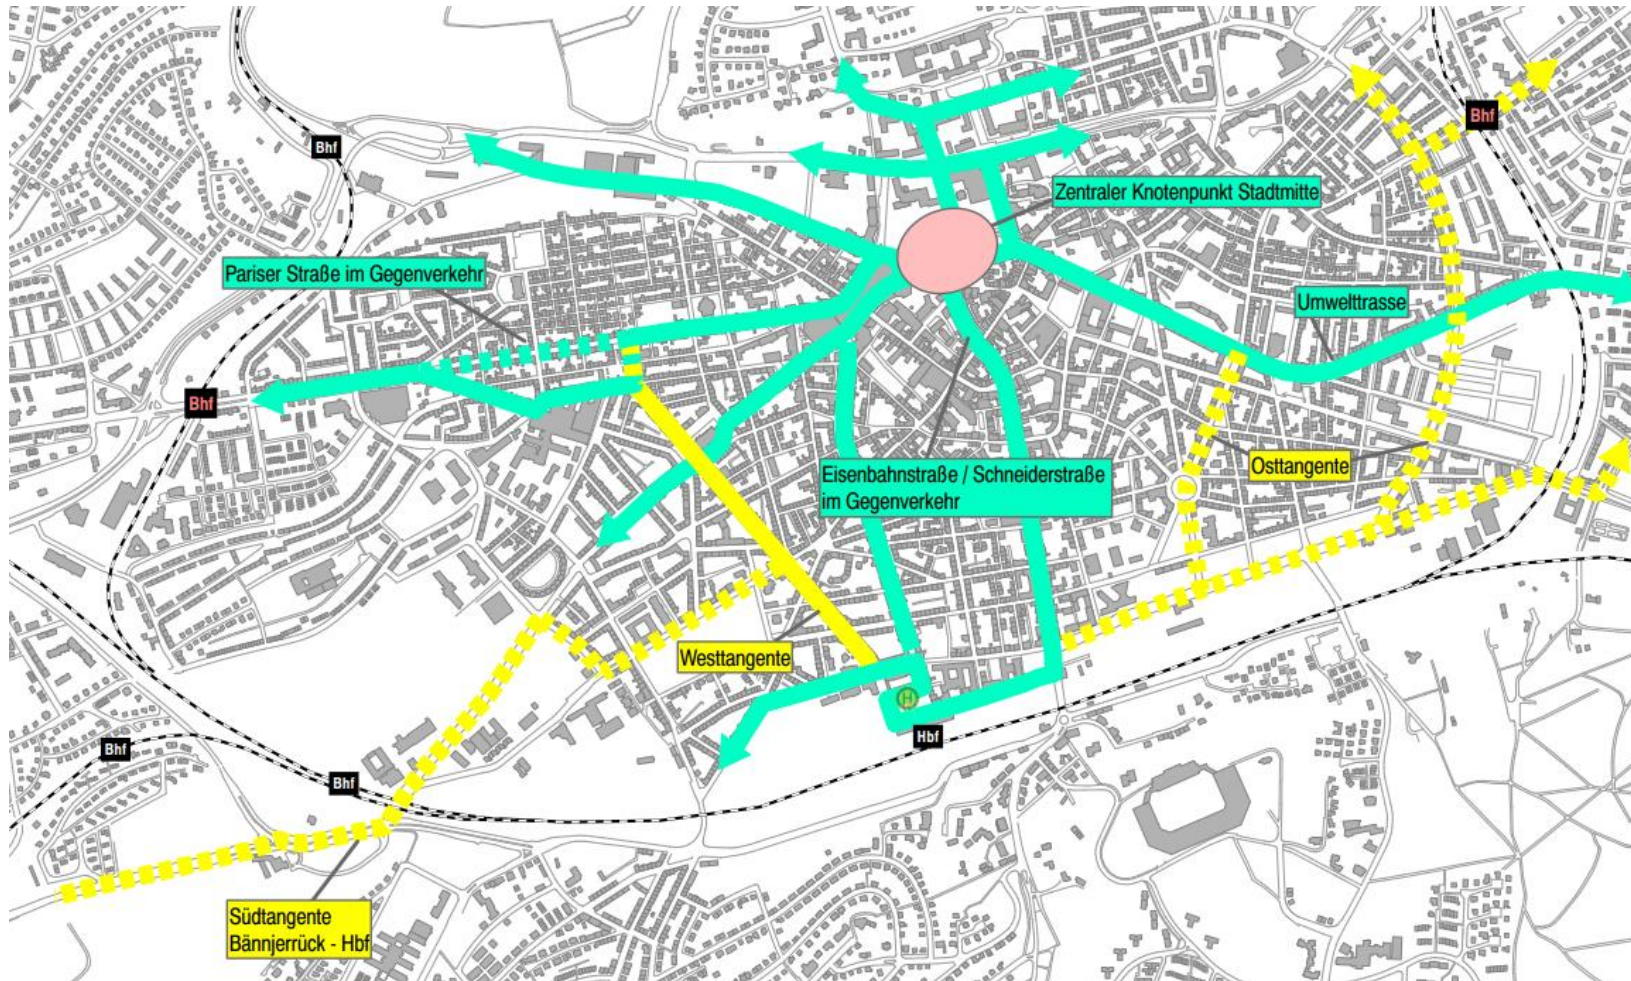 Bhf
Bhf
Zentraler Knotenpunkt Stadtmitte
Pariser Straße im Gegenverkehr
Umwelttrasse
Bhf
Eisenbahnstraße / Schneiderstraße
im Gegenverkehr
Osttangente
Westtangente
H
Hbf
Bhf
Bhf
Südtangente
Bännjerrück - Hbf